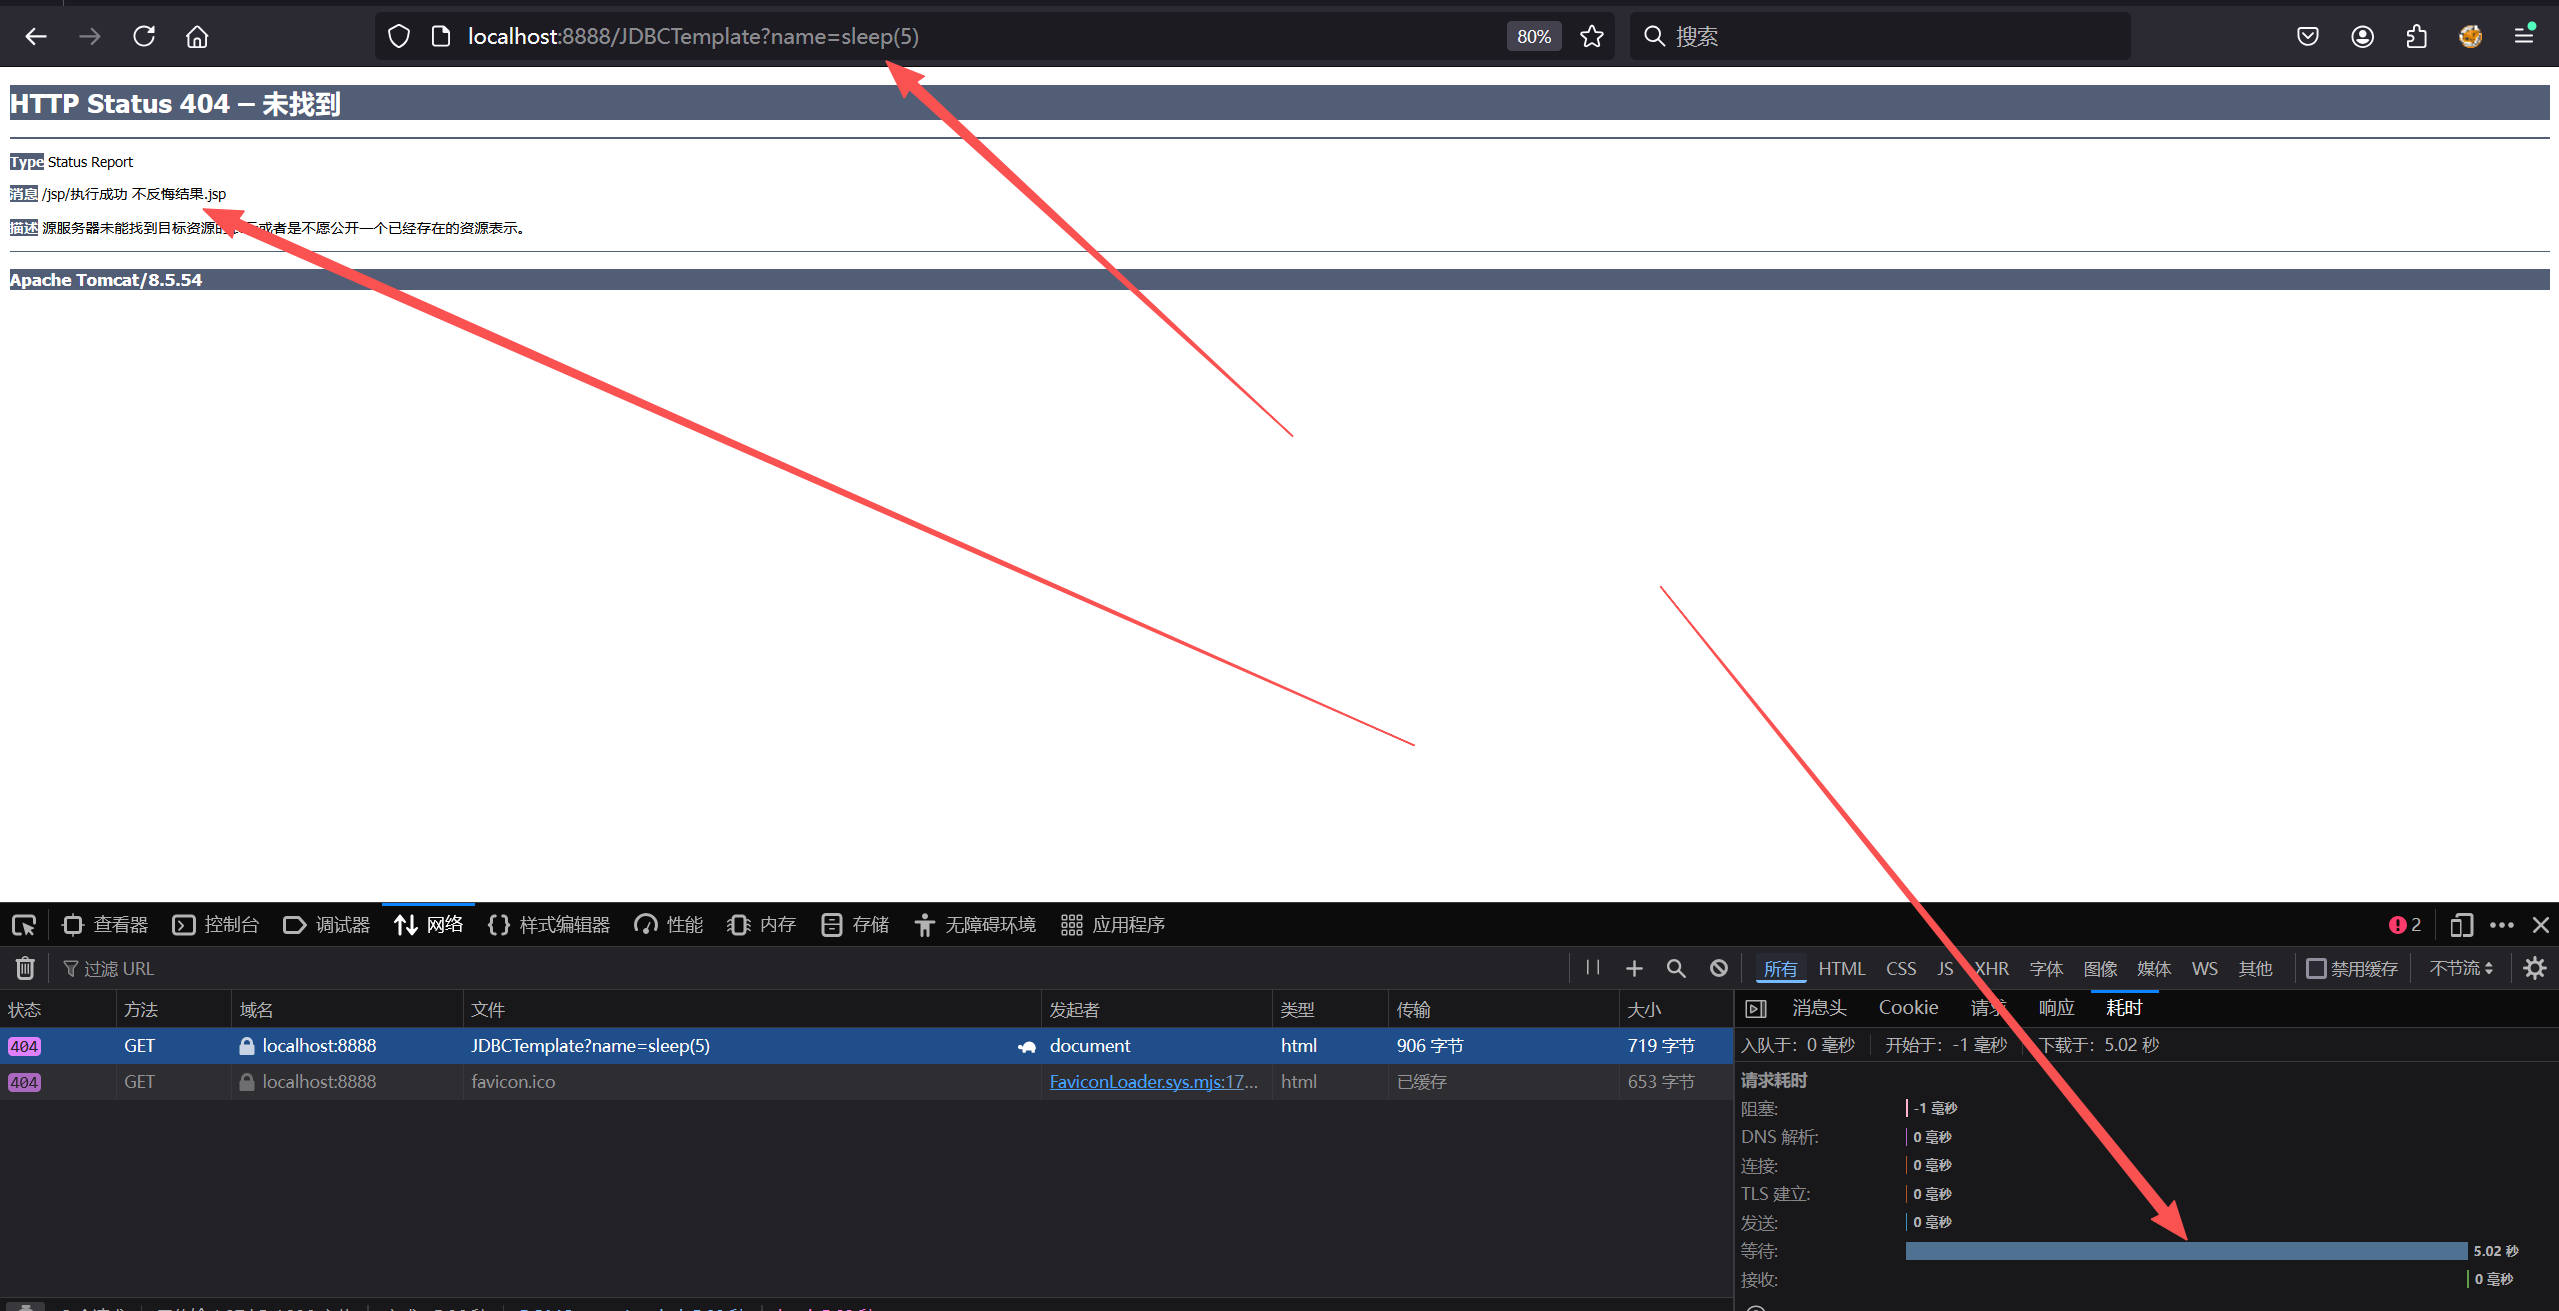 localhost:8888/JDBCTemplate?name=sleep(5)
80%
搜索
HTTP Status 404 – 未找到
Type Status Report
消息 /jsp/执行成功 不反悔结果.jsp
描述 源服务器未能找到目标资源的 或者是不愿公开一个已经存在的资源表示。
Apache Tomcat/8.5.54
查看器 控制台 调试器 网络 样式编辑器 性能 内存 存储 无障碍环境 应用程序 2
过滤 URL 所有 HTML CSS JS XHR 字体 图像 媒体 WS 其他 禁用缓存 不节流
状态 方法 域名 文件 发起者 类型 传输 大小
消息头 Cookie 请求 响应 耗时
404 GET localhost:8888 JDBCTemplate?name=sleep(5) document html 906 字节 719 字节
404 GET localhost:8888 favicon.ico FaviconLoader.sys.mjs:17... html 已缓存 653 字节
入队于: 0 毫秒 开始于: -1 毫秒 下载于: 5.02 秒
请求耗时
阻塞: -1 毫秒
DNS 解析: 0 毫秒
连接: 0 毫秒
TLS 建立: 0 毫秒
发送: 0 毫秒
等待: 5.02 秒
接收: 0 毫秒